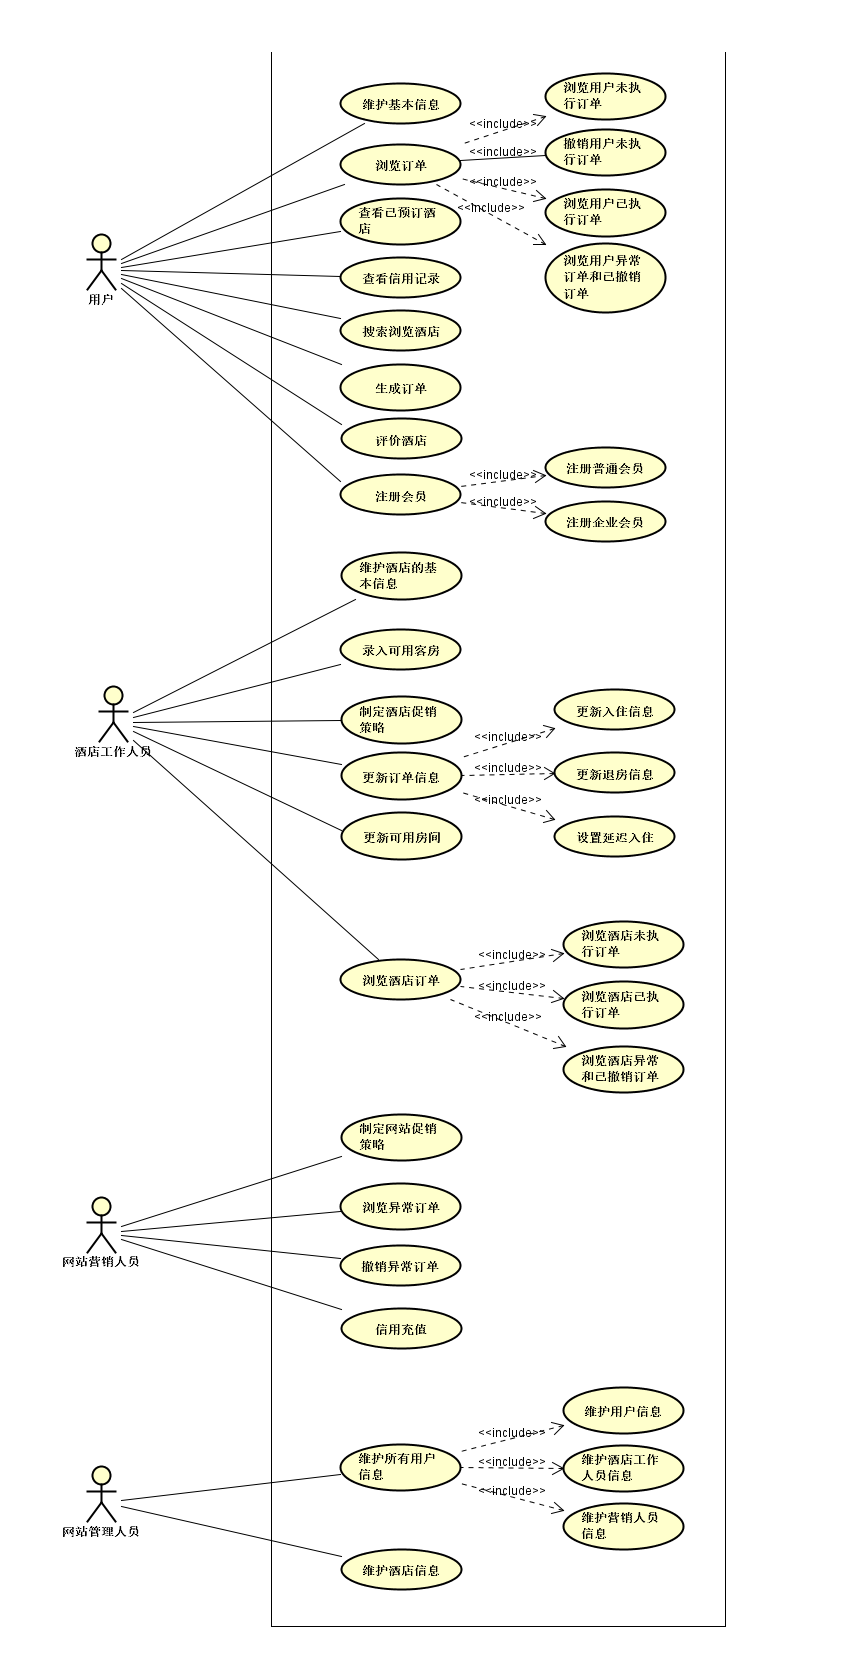 维护基本信息
浏览订单
查看已预订酒
店
查看信用记录
搜索浏览酒店
生成订单
评价酒店
注册会员
用户
<<include>>
<<include>>
<<include>>
<<include>>
浏览用户未执
行订单
撤销用户未执
行订单
浏览用户已执
行订单
浏览用户异常
订单和已撤销
订单
<<include>>
<<include>>
注册普通会员
注册企业会员
维护酒店的基
本信息
录入可用客房
制定酒店促销
策略
更新订单信息
更新可用房间
浏览酒店订单
酒店工作人员
<<include>>
<<include>>
<<include>>
更新入住信息
更新退房信息
设置延迟入住
<<include>>
<<include>>
<<include>>
浏览酒店未执
行订单
浏览酒店已执
行订单
浏览酒店异常
和已撤销订单
制定网站促销
策略
浏览异常订单
撤销异常订单
信用充值
网站营销人员
维护所有用户
信息
维护酒店信息
网站管理人员
<<include>>
<<include>>
<<include>>
维护用户信息
维护酒店工作
人员信息
维护营销人员
信息